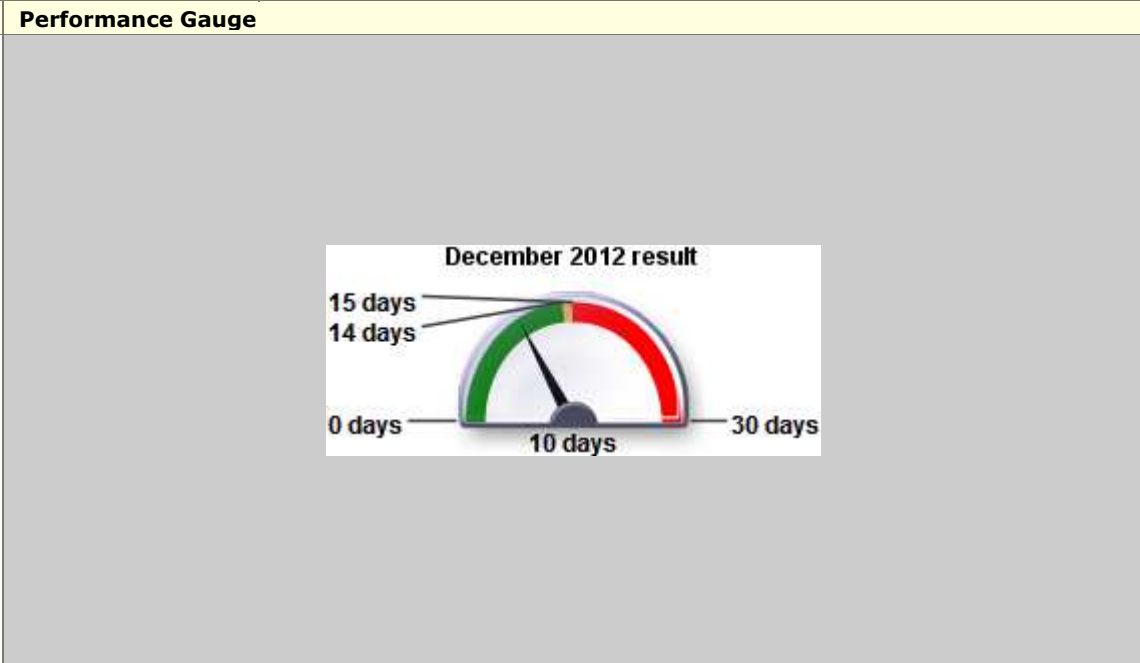 Performance Gauge
December 2012 result
15 days
14 days
0 days
30 days
10 days